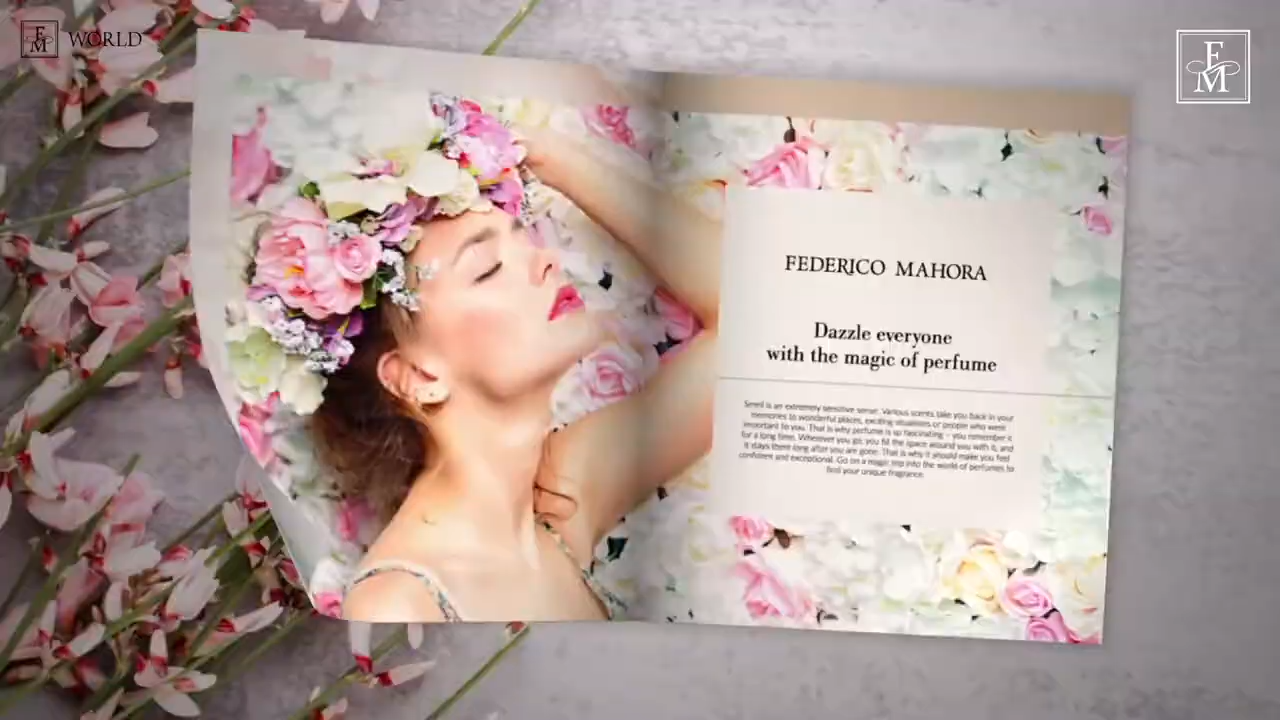 FM WORLD
FM
FEDERICO MAHORA
Dazzle everyone
with the magic of perfume
Smell is an extremely sensitive sense. Various scents take you back in your
memories to wonderful places, exciting situations or people who were
important to you. That is why perfume is so fascinating – you remember it
for a long time. Wherever you go, you fill the space around you with it, and
it stays there long after you are gone. That is why it should make you feel
confident and exceptional. Go on a magic trip into the world of perfumes to
find your unique fragrance.